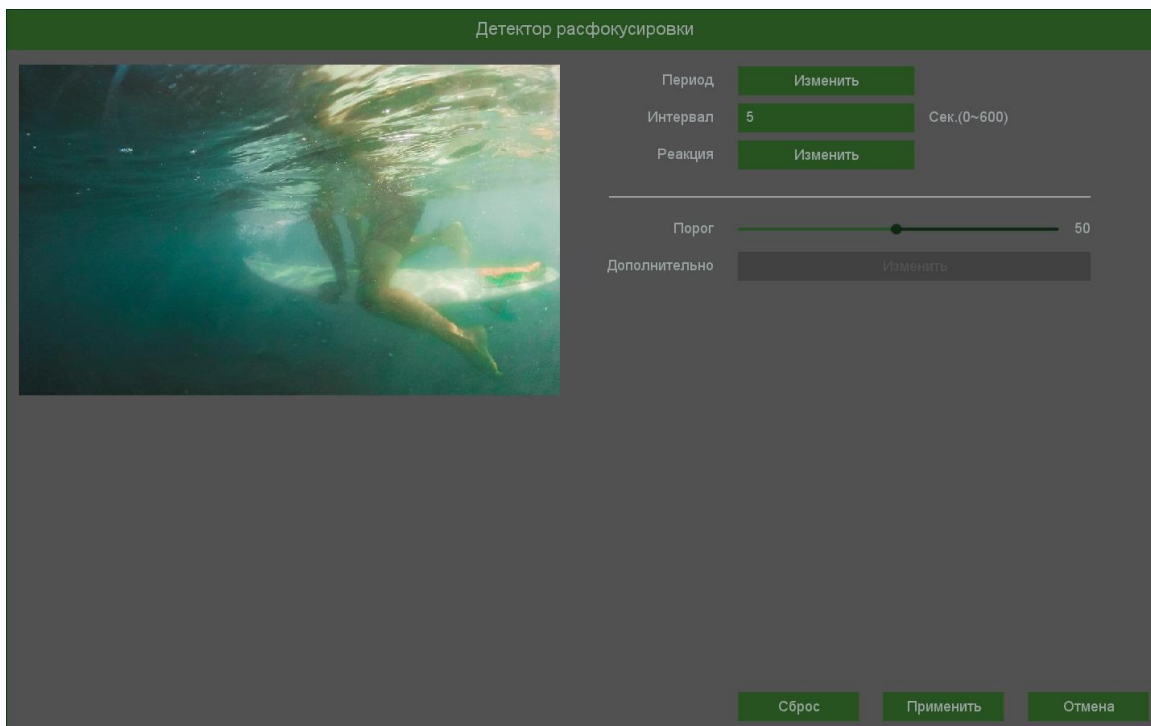 Детектор расфокусировки
Период Изменить
Интервал 5 Сек.(0~600)
Реакция Изменить
Порог 50
Дополнительно Изменить
Сброс Применить Отмена